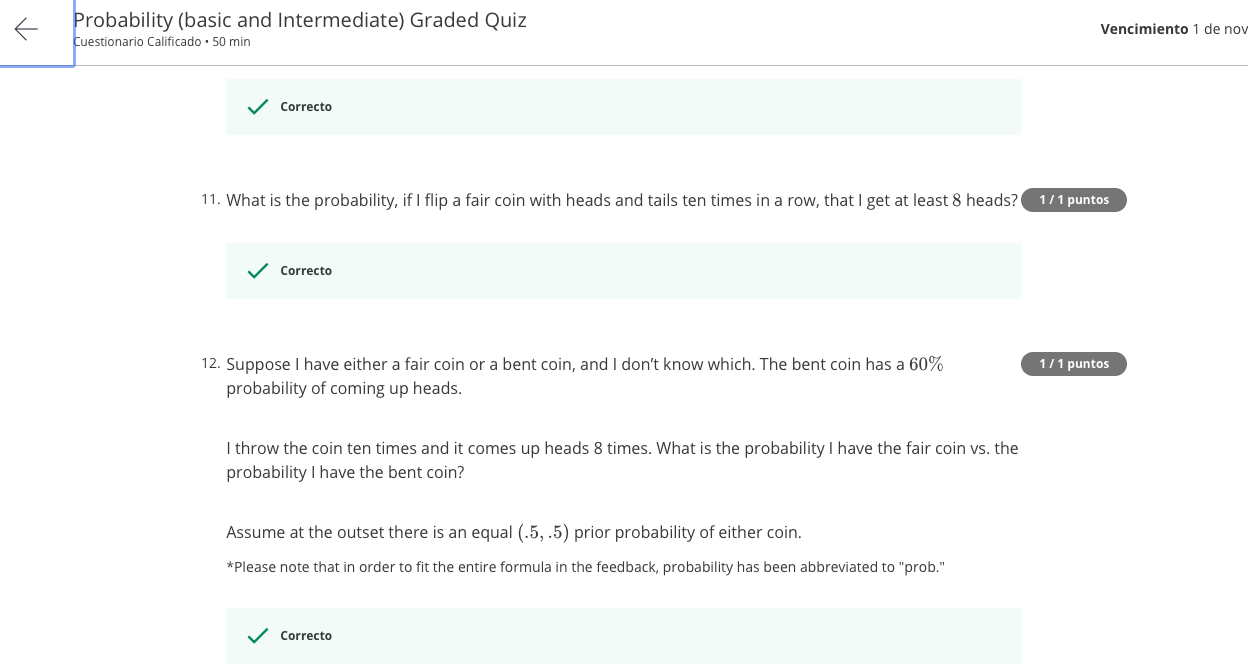 Probability (basic and Intermediate) Graded Quiz
Cuestionario Calificado • 50 min
Vencimiento 1 de nov
Correcto
11. What is the probability, if I flip a fair coin with heads and tails ten times in a row, that I get at least 8 heads?
1 / 1 puntos
Correcto
12. Suppose I have either a fair coin or a bent coin, and I don’t know which. The bent coin has a 60%
1 / 1 puntos
probability of coming up heads.
I throw the coin ten times and it comes up heads 8 times. What is the probability I have the fair coin vs. the
probability I have the bent coin?
Assume at the outset there is an equal (.5, .5) prior probability of either coin.
*Please note that in order to fit the entire formula in the feedback, probability has been abbreviated to "prob."
Correcto